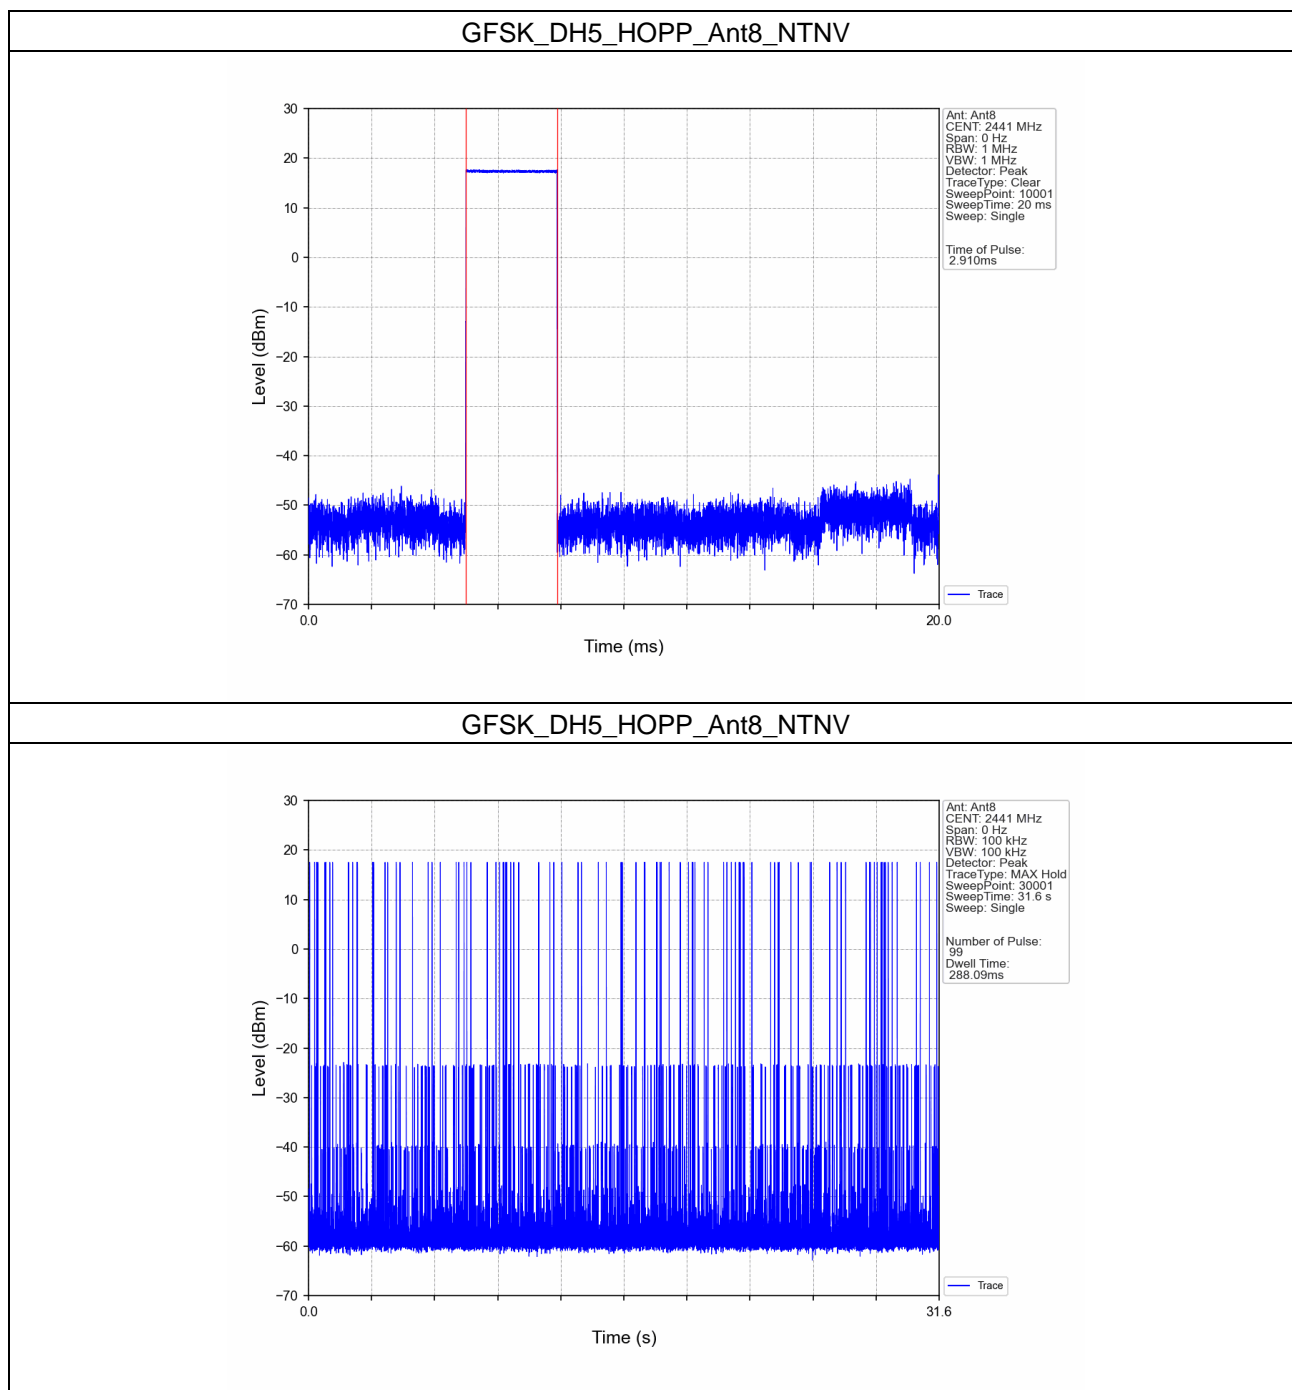 GFSK_DH5_HOPP_Ant8_NTNV
30
20
10
0
−10
−20
−30
−40
−50
−60
−70
Level (dBm)
0.0
20.0
Time (ms)
Ant: Ant8
CENT: 2441 MHz
Span: 0 Hz
RBW: 1 MHz
VBW: 1 MHz
Detector: Peak
TraceType: Clear
SweepPoint: 10001
SweepTime: 20 ms
Sweep: Single
Time of Pulse:
2.910ms
Trace
GFSK_DH5_HOPP_Ant8_NTNV
30
20
10
0
−10
−20
−30
−40
−50
−60
−70
Level (dBm)
0.0
31.6
Time (s)
Ant: Ant8
CENT: 2441 MHz
Span: 0 Hz
RBW: 100 kHz
VBW: 100 kHz
Detector: Peak
TraceType: MAX Hold
SweepPoint: 30001
SweepTime: 31.6 s
Sweep: Single
Number of Pulse:
99
Dwell Time:
288.09ms
Trace